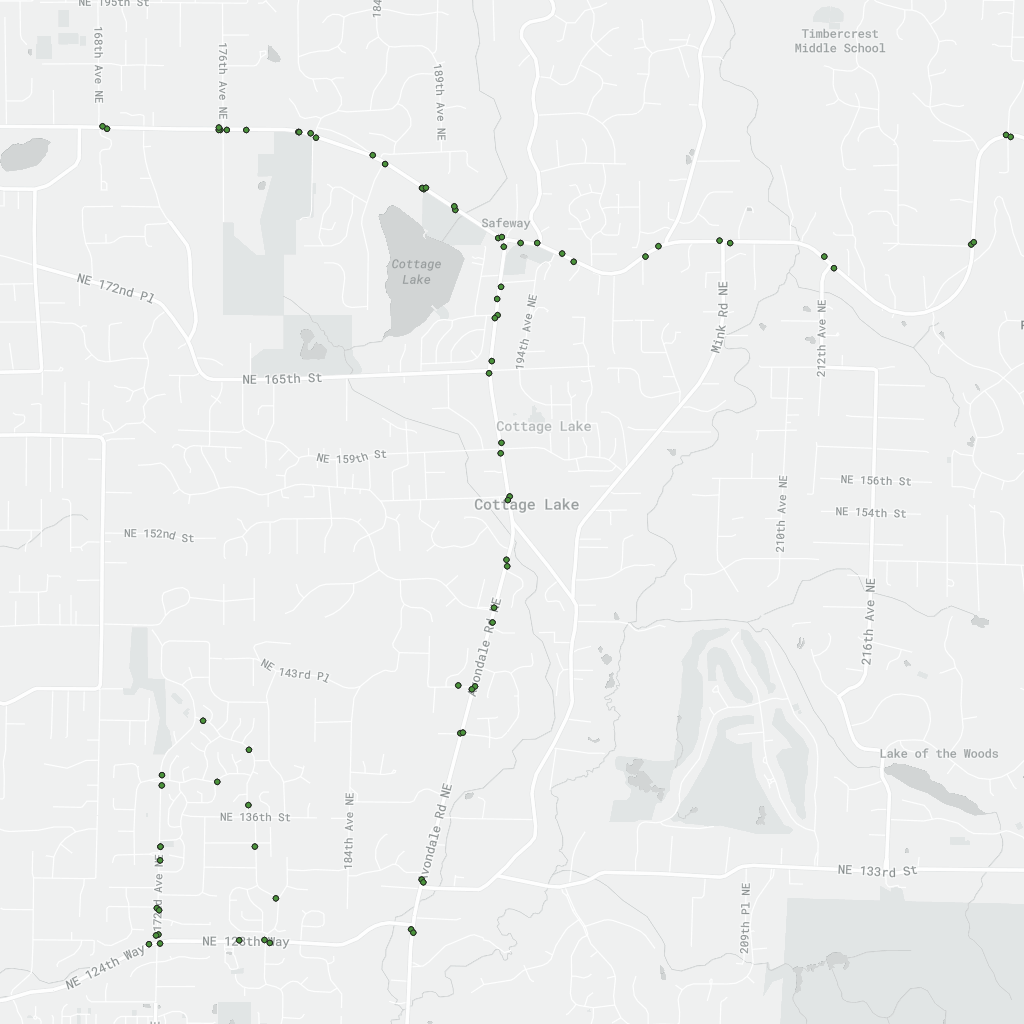 NE 195th St
184
168th Ave NE
176th Ave NE
189th Ave NE
Timbercrest
Middle School
Safeway
Cottage
Lake
NE 172nd Pl
194th Ave NE
Mink Rd NE
212th Ave NE
NE 165th St
Cottage Lake
NE 159th St
NE 156th St
Cottage Lake
NE 154th St
210th Ave NE
NE 152nd St
216th Ave NE
Avondale Rd NE
NE 143rd Pl
Lake of the Woods
NE 136th St
184th Ave NE
Avondale Rd NE
NE 133rd St
172nd Ave NE
209th Pl NE
NE 128th Way
NE 124th Way